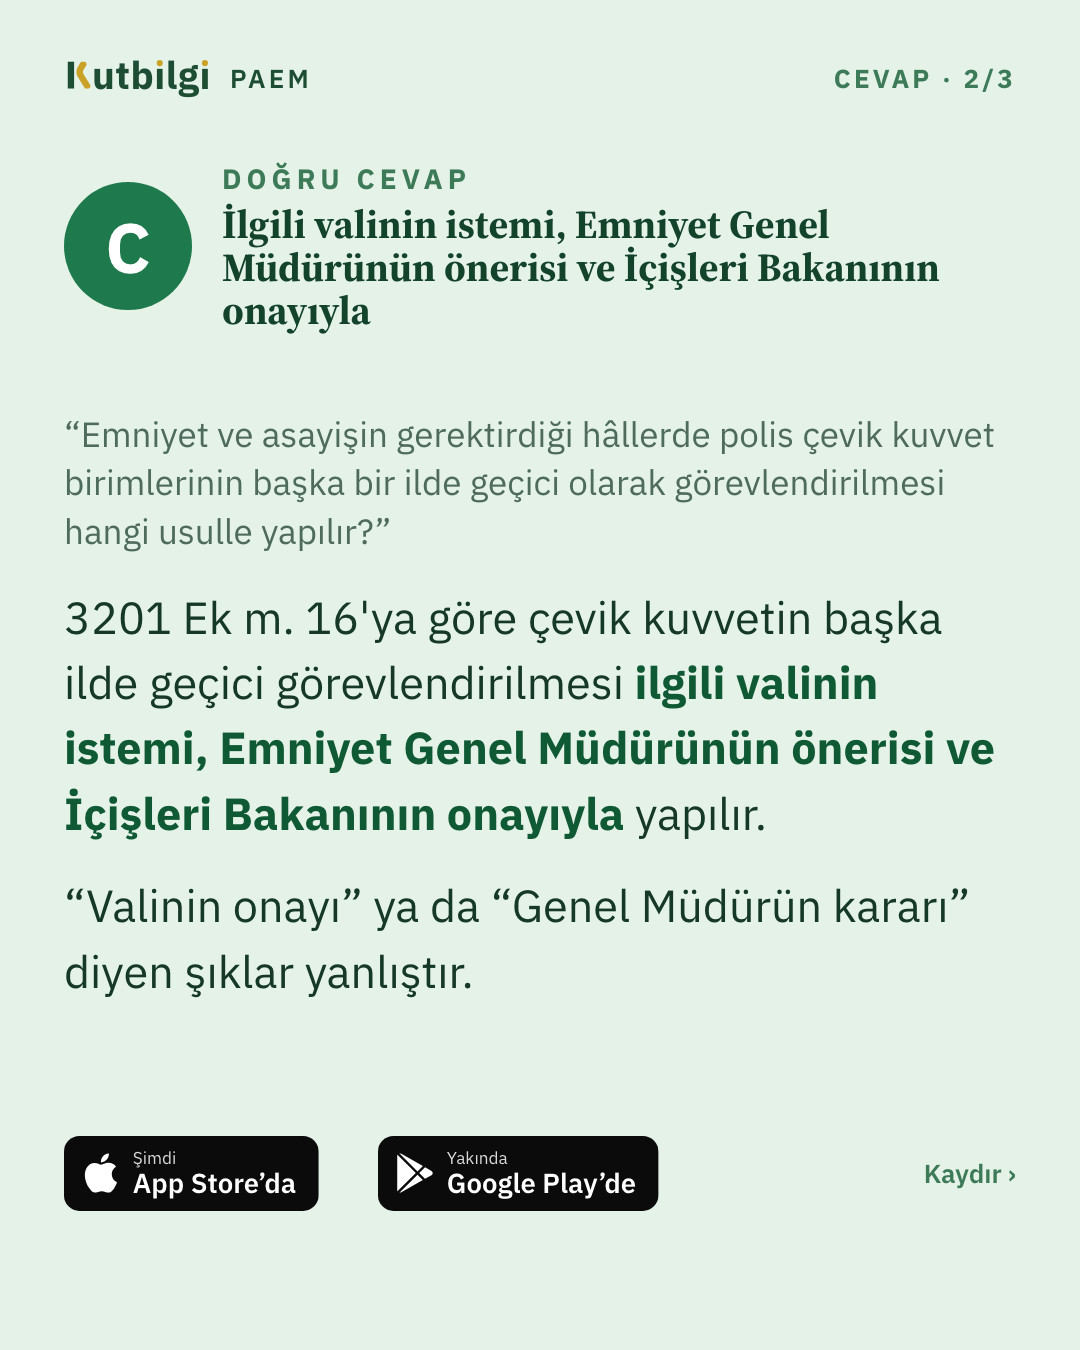 Kutbilgi PAEM
CEVAP · 2/3
C
DOĞRU CEVAP
İlgili valinin istemi, Emniyet Genel
Müdürünün önerisi ve İçişleri Bakanının
onayıyla
“Emniyet ve asayişin gerektirdiği hâllerde polis çevik kuvvet
birimlerinin başka bir ilde geçici olarak görevlendirilmesi
hangi usulle yapılır?”
3201 Ek m. 16'ya göre çevik kuvvetin başka
ilde geçici görevlendirilmesi ilgili valinin
istemi, Emniyet Genel Müdürünün önerisi ve
İçişleri Bakanının onayıyla yapılır.
“Valinin onayı” ya da “Genel Müdürün kararı”
diyen şıklar yanlıştır.
Şimdi
App Store’da
Yakında
Google Play’de
Kaydır ›